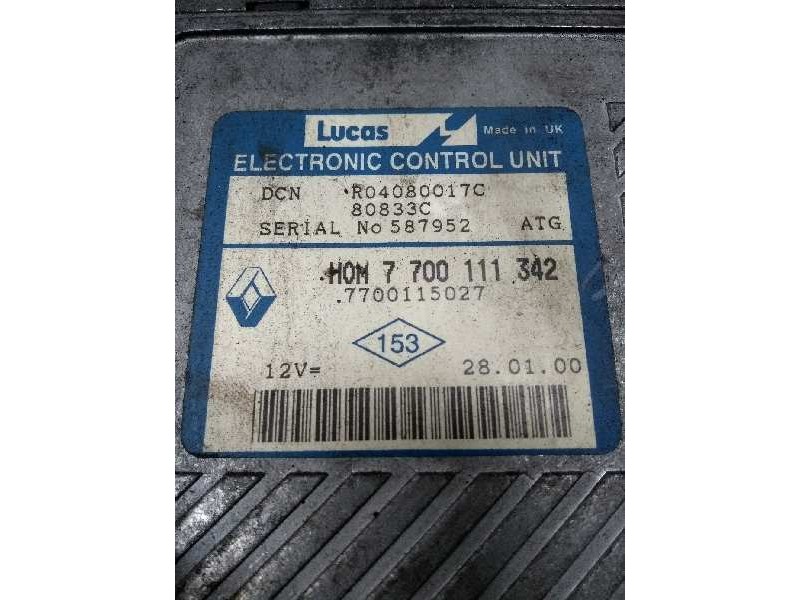 Lucas Made in UK
ELECTRONIC CONTROL UNIT
DCN R04080017C
80833C
SERIAL No 587952 ATG
HOM 7 700 111 342
.7700115027
153
12V= 28.01.00